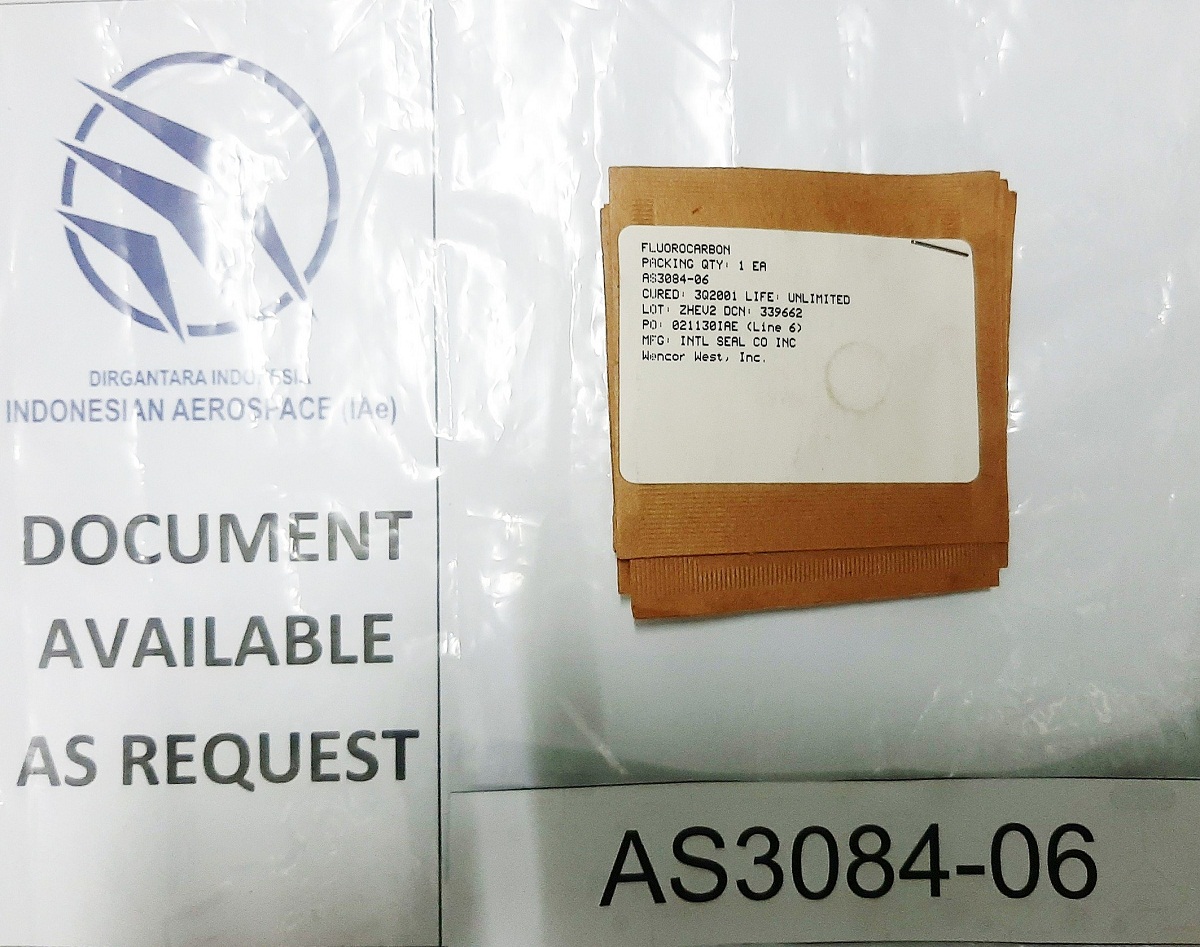 DIRGANTARA INDONESIA
INDONESIAN AEROSPACE (IAe)
DOCUMENT
AVAILABLE
AS REQUEST
FLUOROCARBON
PACKING QTY: 1 EA
AS3084-06
CURED: 3Q2001 LIFE: UNLIMITED
LOT: ZHEV2 DCN: 339662
PO: 021130IAE (Line 6)
MFG: INTL SEAL CO INC
Wencor West, Inc.
AS3084-06